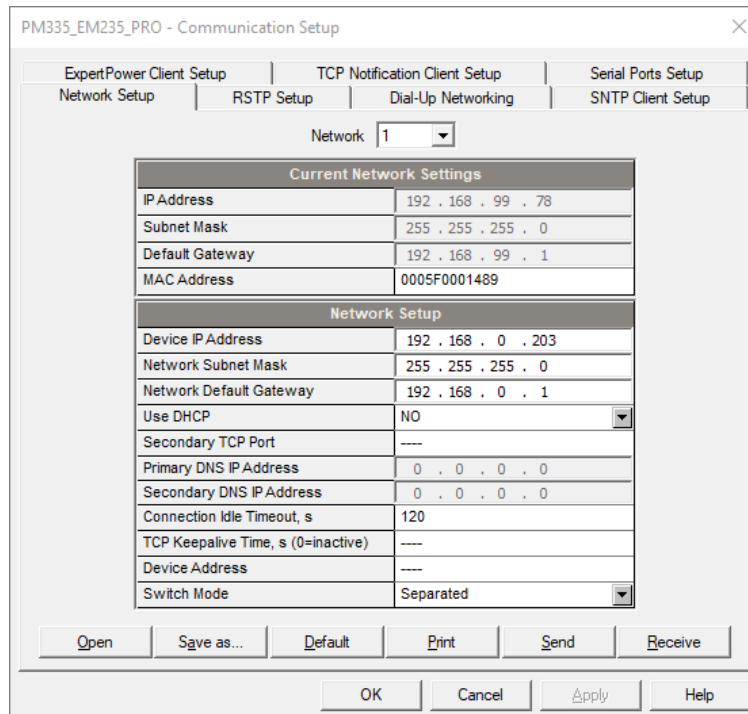 PM335_EM235_PRO - Communication Setup
ExpertPower Client Setup TCP Notification Client Setup Serial Ports Setup
Network Setup RSTP Setup Dial-Up Networking SNTP Client Setup
Network 1
Current Network Settings
IP Address 192 . 168 . 99 . 78
Subnet Mask 255 . 255 . 255 . 0
Default Gateway 192 . 168 . 99 . 1
MAC Address 0005F0001489
Network Setup
Device IP Address 192 . 168 . 0 . 203
Network Subnet Mask 255 . 255 . 255 . 0
Network Default Gateway 192 . 168 . 0 . 1
Use DHCP NO
Secondary TCP Port ----
Primary DNS IP Address 0 . 0 . 0 . 0
Secondary DNS IP Address 0 . 0 . 0 . 0
Connection Idle Timeout, s 120
TCP Keepalive Time, s (0=inactive) ----
Device Address ----
Switch Mode Separated
Open Save as... Default Print Send Receive
OK Cancel Apply Help